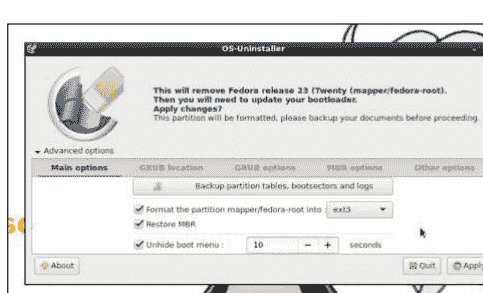 OS-Uninstaller
This will remove Fedora release 23 (Twenty (mapper/fedora-root).
Then you will need to update your bootloader.
Apply changes?
This partition will be formatted, please backup your documents before proceeding.
Advanced options
Main options GRUB location GRUB options MBR options Other options
Backup partition tables, bootsectors and logs
Format the partition mapper/fedora-root into : ext3
Restore MBR
Unhide boot menu : 10 − + seconds
About Quit Apply